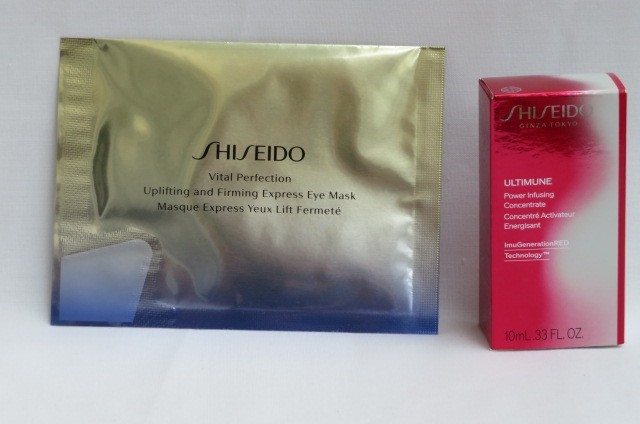 SHISEIDO
Vital Perfection
Uplifting and Firming Express Eye Mask
Masque Express Yeux Lift Fermeté
SHISEIDO
GINZA TOKYO
ULTIMUNE
Power Infusing
Concentrate
Concentré Activateur
Energisant
ImuGenerationRED
Technology™
10mL .33 FL. OZ.